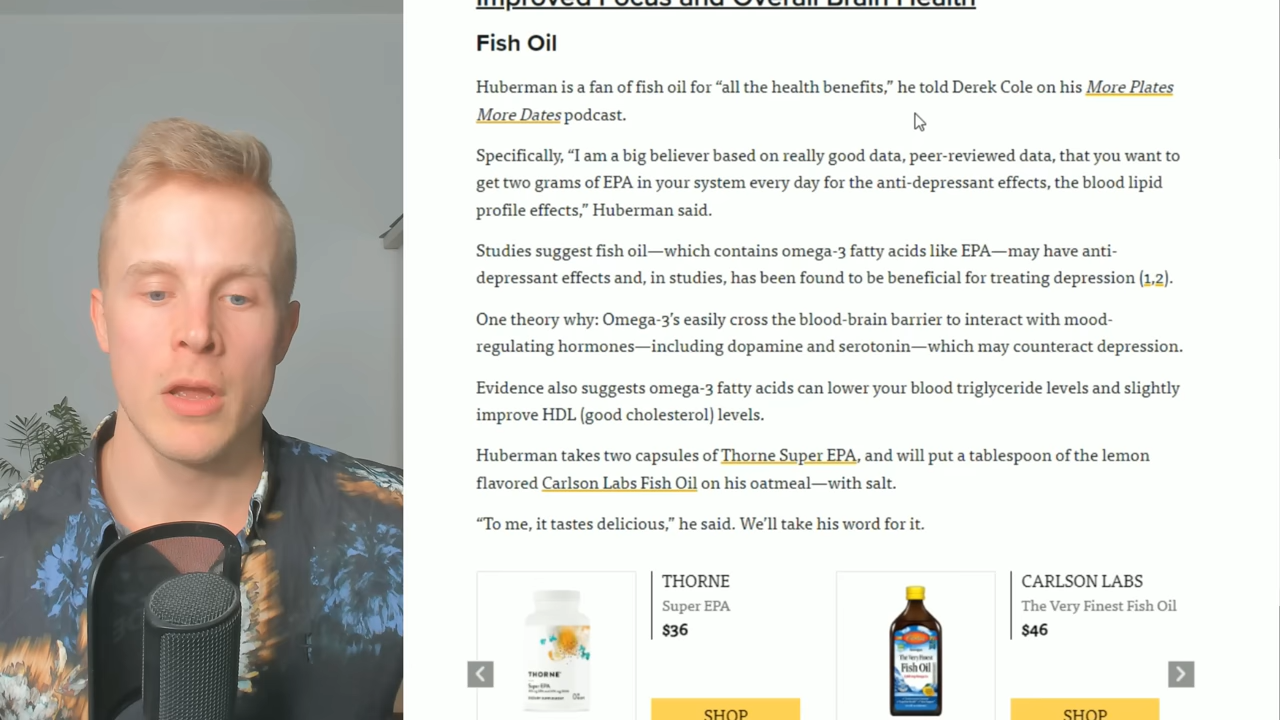 Improved Focus and Overall Brain Health
Fish Oil
Huberman is a fan of fish oil for “all the health benefits,” he told Derek Cole on his More Plates
More Dates podcast.
Specifically, “I am a big believer based on really good data, peer-reviewed data, that you want to
get two grams of EPA in your system every day for the anti-depressant effects, the blood lipid
profile effects,” Huberman said.
Studies suggest fish oil—which contains omega-3 fatty acids like EPA—may have anti-
depressant effects and, in studies, has been found to be beneficial for treating depression (1,2).
One theory why: Omega-3’s easily cross the blood-brain barrier to interact with mood-
regulating hormones—including dopamine and serotonin—which may counteract depression.
Evidence also suggests omega-3 fatty acids can lower your blood triglyceride levels and slightly
improve HDL (good cholesterol) levels.
Huberman takes two capsules of Thorne Super EPA, and will put a tablespoon of the lemon
flavored Carlson Labs Fish Oil on his oatmeal—with salt.
“To me, it tastes delicious,” he said. We’ll take his word for it.
THORNE
Super EPA
$36
SHOP
CARLSON LABS
The Very Finest Fish Oil
$46
SHOP
THORNE
Super EPA
The Very Finest
Fish Oil